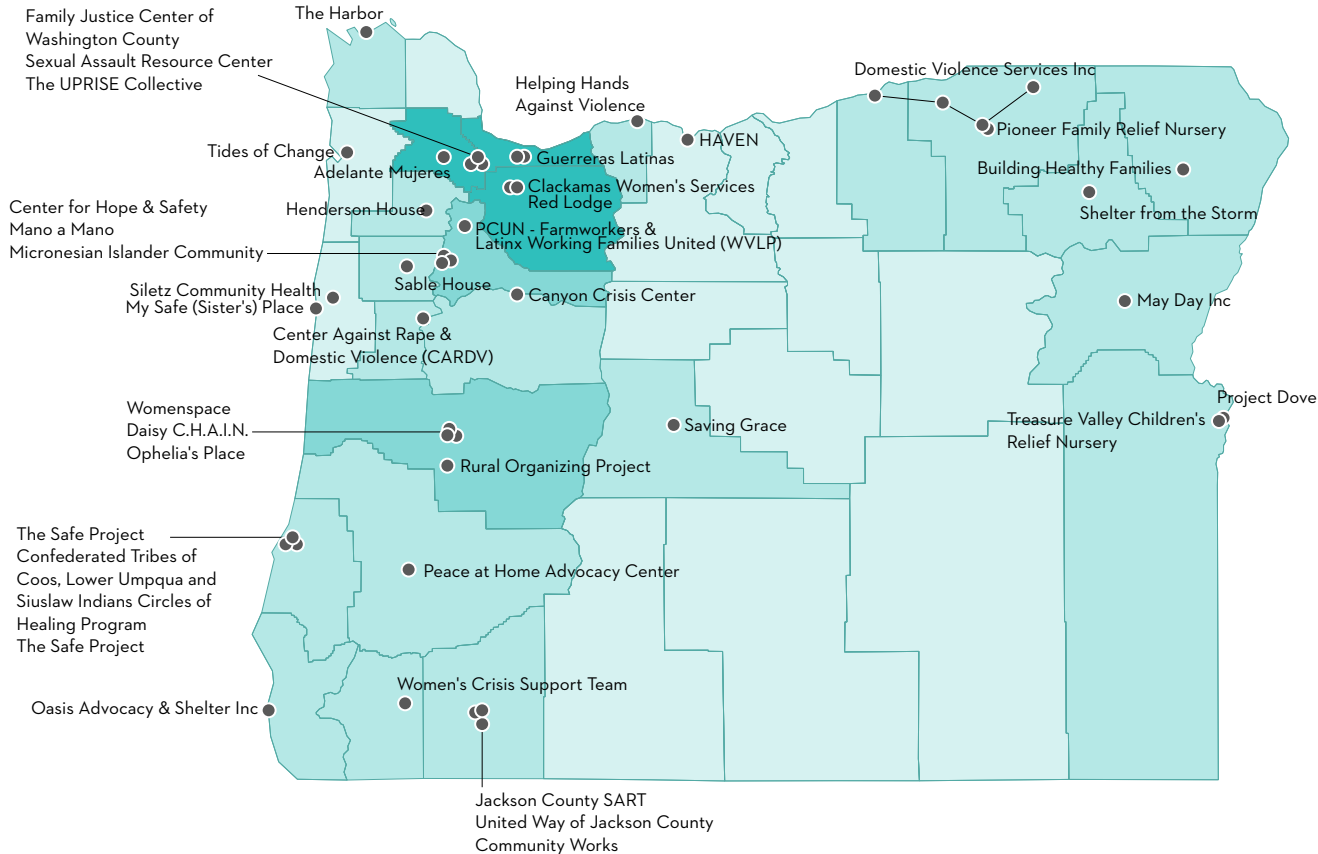 Family Justice Center of
Washington County
Sexual Assault Resource Center
The UPRISE Collective
The Harbor
Helping Hands
Against Violence
Domestic Violence Services Inc
Pioneer Family Relief Nursery
HAVEN
Tides of Change
Adelante Mujeres
Guerreras Latinas
Building Healthy Families
Clackamas Women's Services
Red Lodge
Shelter from the Storm
Henderson House
Center for Hope & Safety
Mano a Mano
Micronesian Islander Community
PCUN - Farmworkers &
Latinx Working Families United (WVLP)
Sable House
Siletz Community Health
My Safe (Sister's) Place
Canyon Crisis Center
May Day Inc
Center Against Rape &
Domestic Violence (CARDV)
Project Dove
Treasure Valley Children's
Relief Nursery
Womenspace
Daisy C.H.A.I.N.
Ophelia's Place
Saving Grace
Rural Organizing Project
The Safe Project
Confederated Tribes of
Coos, Lower Umpqua and
Siuslaw Indians Circles of
Healing Program
The Safe Project
Peace at Home Advocacy Center
Women's Crisis Support Team
Oasis Advocacy & Shelter Inc
Jackson County SART
United Way of Jackson County
Community Works